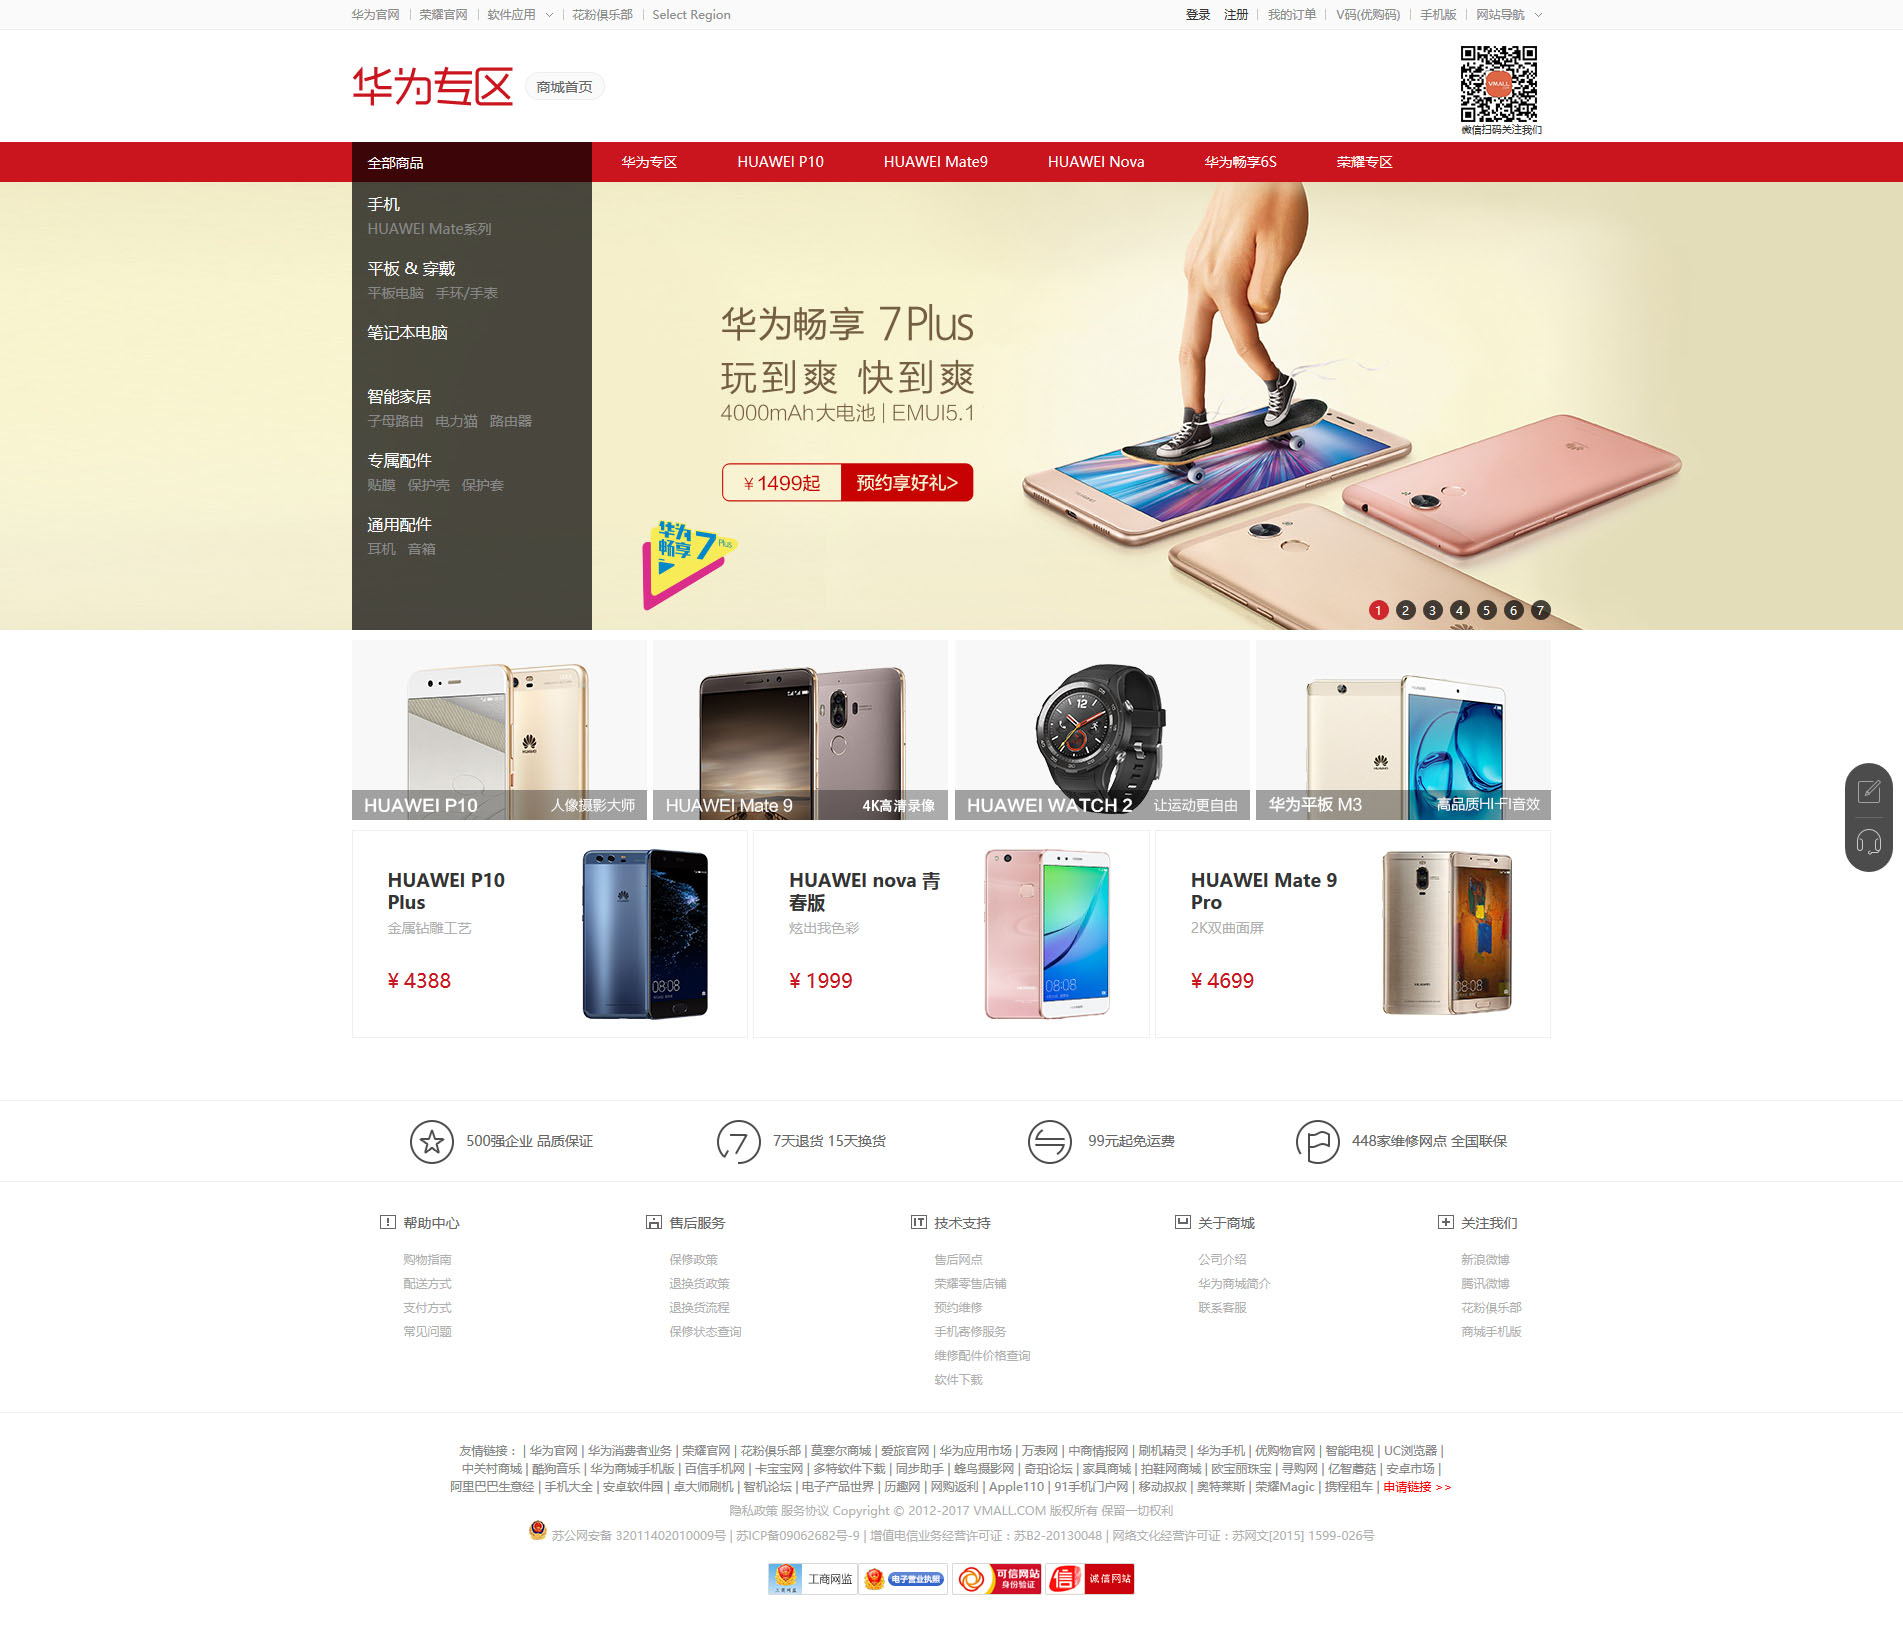 华为官网 荣耀官网 软件应用 花粉俱乐部 Select Region
登录 注册 我的订单 V码(优购码) 手机版 网站导航
华为专区 商城首页
VMALL
微信扫码关注我们
全部商品 华为专区 HUAWEI P10 HUAWEI Mate9 HUAWEI Nova 华为畅享6S 荣耀专区
手机
HUAWEI Mate系列
平板 & 穿戴
平板电脑 手环/手表
笔记本电脑
智能家居
子母路由 电力猫 路由器
专属配件
贴膜 保护壳 保护套
通用配件
耳机 音箱
华为畅享 7 Plus
玩到爽 快到爽
4000mAh大电池 | EMUI5.1
¥1499起 预约享好礼>
华为
畅享7 Plus
1 2 3 4 5 6 7
HUAWEI P10 人像摄影大师
HUAWEI Mate 9 4K高清录像
HUAWEI WATCH 2 让运动更自由
华为平板 M3 高品质HI-FI音效
HUAWEI P10
Plus
金属钻雕工艺
¥ 4388
08:08
HUAWEI nova 青
春版
炫出我色彩
¥ 1999
08:08
HUAWEI Mate 9
Pro
2K双曲面屏
¥ 4699
08:08
500强企业 品质保证
7天退货 15天换货
99元起免运费
448家维修网点 全国联保
帮助中心
购物指南
配送方式
支付方式
常见问题
售后服务
保修政策
退换货政策
退换货流程
保修状态查询
技术支持
售后网点
荣耀零售店铺
预约维修
手机寄修服务
维修配件价格查询
软件下载
关于商城
公司介绍
华为商城简介
联系客服
关注我们
新浪微博
腾讯微博
花粉俱乐部
商城手机版
友情链接： | 华为官网 | 华为消费者业务 | 荣耀官网 | 花粉俱乐部 | 莫塞尔商城 | 爱旅官网 | 华为应用市场 | 万表网 | 中商情报网 | 刷机精灵 | 华为手机 | 优购物官网 | 智能电视 | UC浏览器 |
中关村商城 | 酷狗音乐 | 华为商城手机版 | 百信手机网 | 卡宝宝网 | 多特软件下载 | 同步助手 | 蜂鸟摄影网 | 奇珀论坛 | 家具商城 | 拍鞋网商城 | 欧宝丽珠宝 | 寻购网 | 亿智蘑菇 | 安卓市场 |
阿里巴巴生意经 | 手机大全 | 安卓软件园 | 卓大师刷机 | 智机论坛 | 电子产品世界 | 历趣网 | 网购返利 | Apple110 | 91手机门户网 | 移动叔叔 | 奥特莱斯 | 荣耀Magic | 携程租车 | 申请链接 >>
隐私政策 服务协议 Copyright © 2012-2017 VMALL.COM 版权所有 保留一切权利
苏公网安备 32011402010009号 | 苏ICP备09062682号-9 | 增值电信业务经营许可证：苏B2-20130048 | 网络文化经营许可证：苏网文[2015] 1599-026号
工商网监 电子营业执照 可信网站 身份验证 信 诚信网站